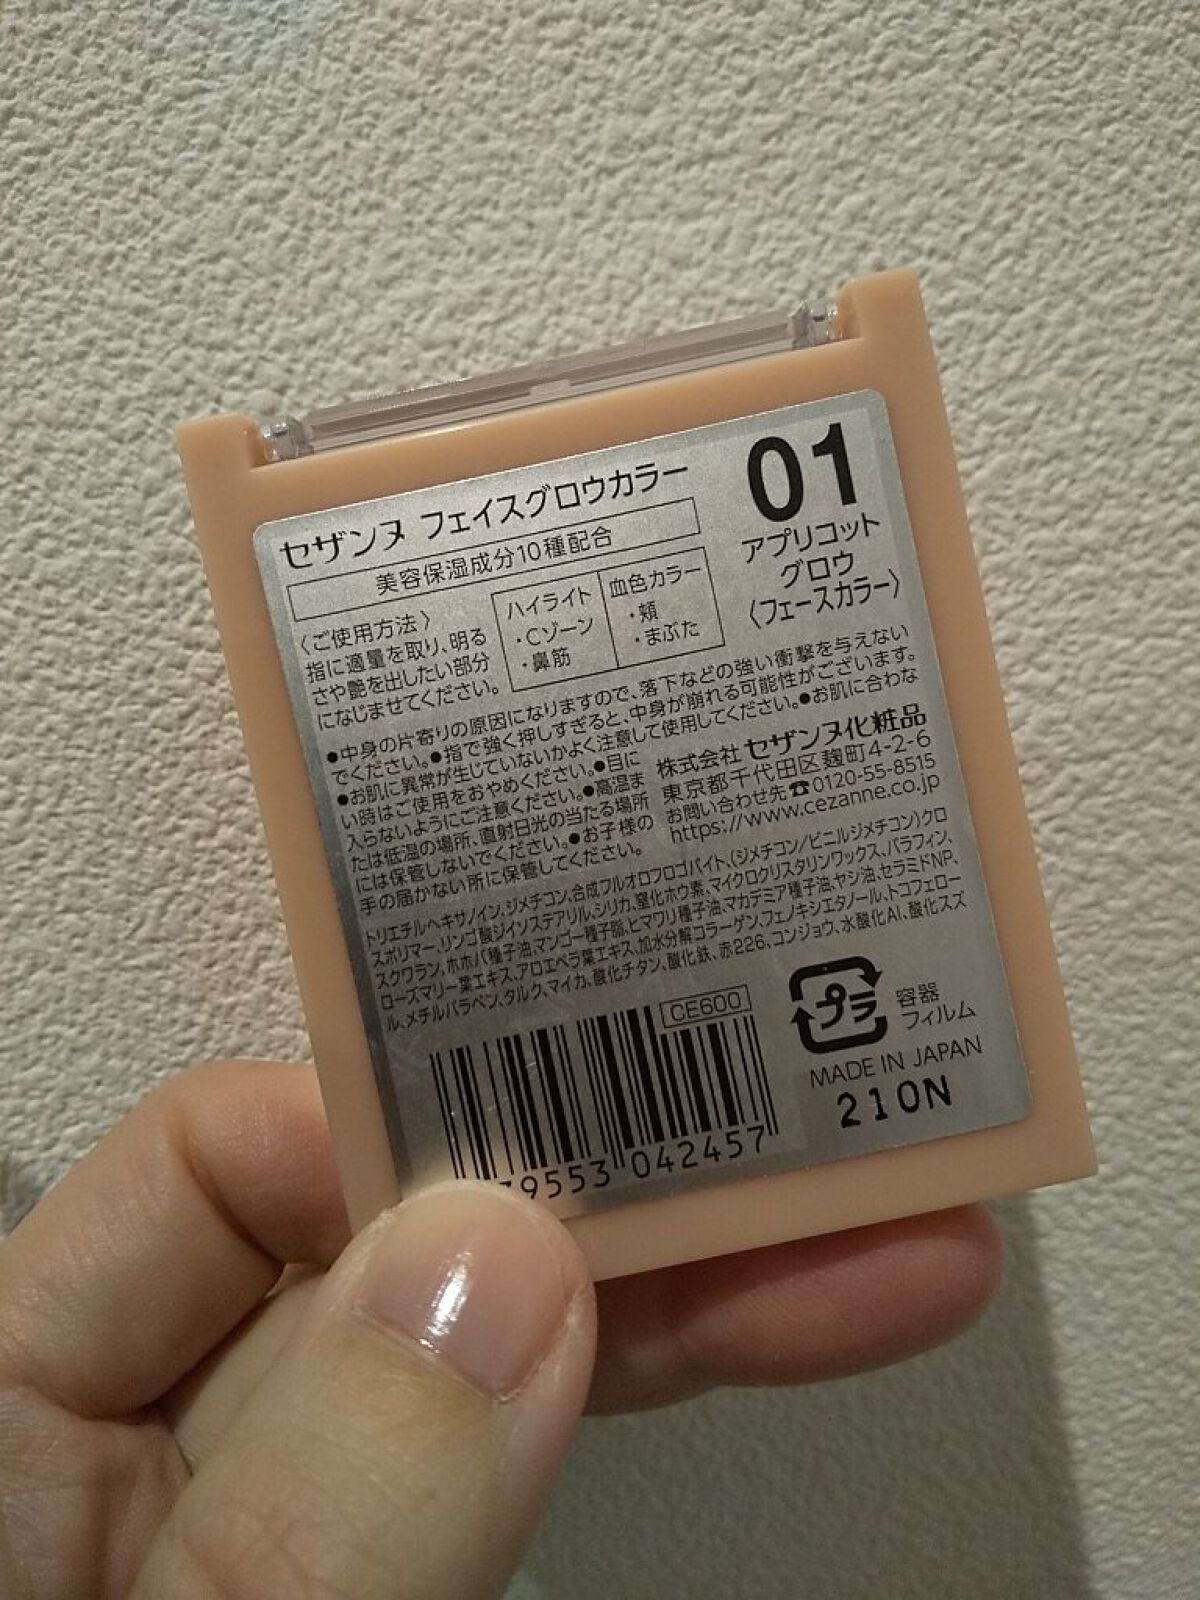 セザンヌ フェイスグロウカラー
美容保湿成分10種配合
01
アプリコット
グロウ
〈フェースカラー〉
〈ご使用方法〉
指に適量を取り、明る
さや艶を出したい部分
になじませてください。
ハイライト
・Cゾーン
・鼻筋
血色カラー
・頬
・まぶた
●中身の片寄りの原因になりますので、落下などの強い衝撃を与えない
でください。●指で強く押しすぎると、中身が崩れる可能性がございます。
●お肌に異常が生じていないかよく注意して使用してください。●お肌に合わな
い時はご使用をおやめください。●目に
入らないようにご注意ください。●高温ま
たは低温の場所、直射日光の当たる場所
には保管しないでください。●お子様の
手の届かない所に保管してください。
株式会社 セザンヌ化粧品
東京都千代田区麹町4-2-6
お問い合わせ先☎0120-55-8515
https://www.cezanne.co.jp
トリエチルヘキサノイン、ジメチコン、合成フルオロフロゴパイト、(ジメチコン/ビニルジメチコン)クロ
スポリマー、リンゴ酸ジイソステアリル、シリカ、窒化ホウ素、マイクロクリスタリンワックス、パラフィン、
スクワラン、ホホバ種子油、マンゴー種子脂、ヒマワリ種子油、マカデミア種子油、ヤシ油、セラミドNP、
ローズマリー葉エキス、アロエベラ葉エキス、加水分解コラーゲン、フェノキシエタノール、トコフェロー
ル、メチルパラベン、タルク、マイカ、酸化チタン、酸化鉄、赤226、コンジョウ、水酸化Al、酸化スズ
CE600
プラ
容器
フィルム
MADE IN JAPAN
210N
79553 042457